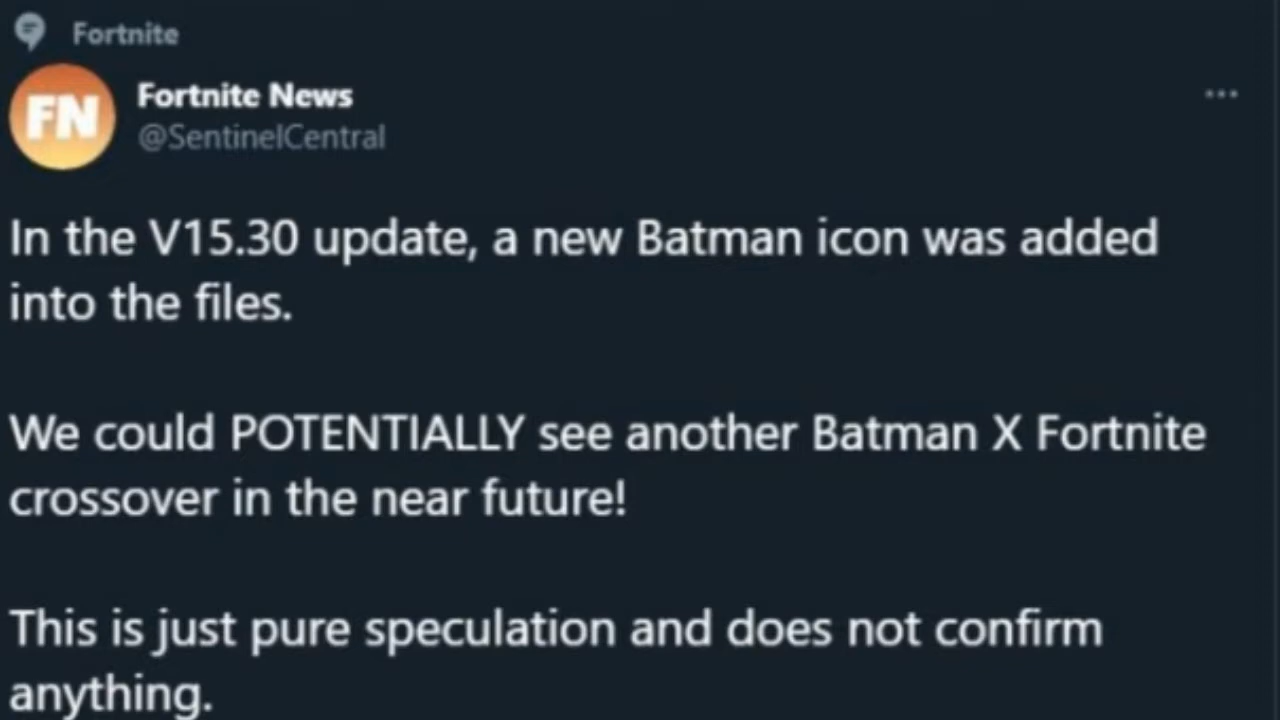 Fortnite
FN
Fortnite News
@SentinelCentral
In the V15.30 update, a new Batman icon was added
into the files.
We could POTENTIALLY see another Batman X Fortnite
crossover in the near future!
This is just pure speculation and does not confirm
anything.